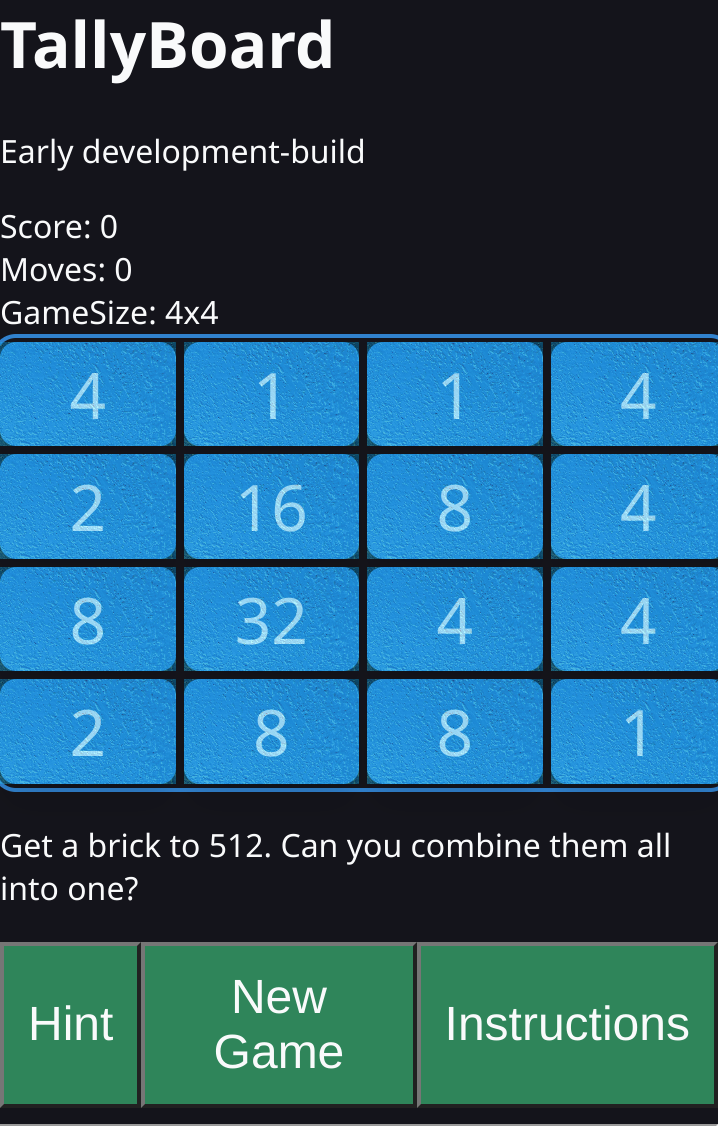 TallyBoard
Early development-build
Score: 0
Moves: 0
GameSize: 4x4
4 1 1 4
2 16 8 4
8 32 4 4
2 8 8 1
Get a brick to 512. Can you combine them all
into one?
Hint
New
Game
Instructions